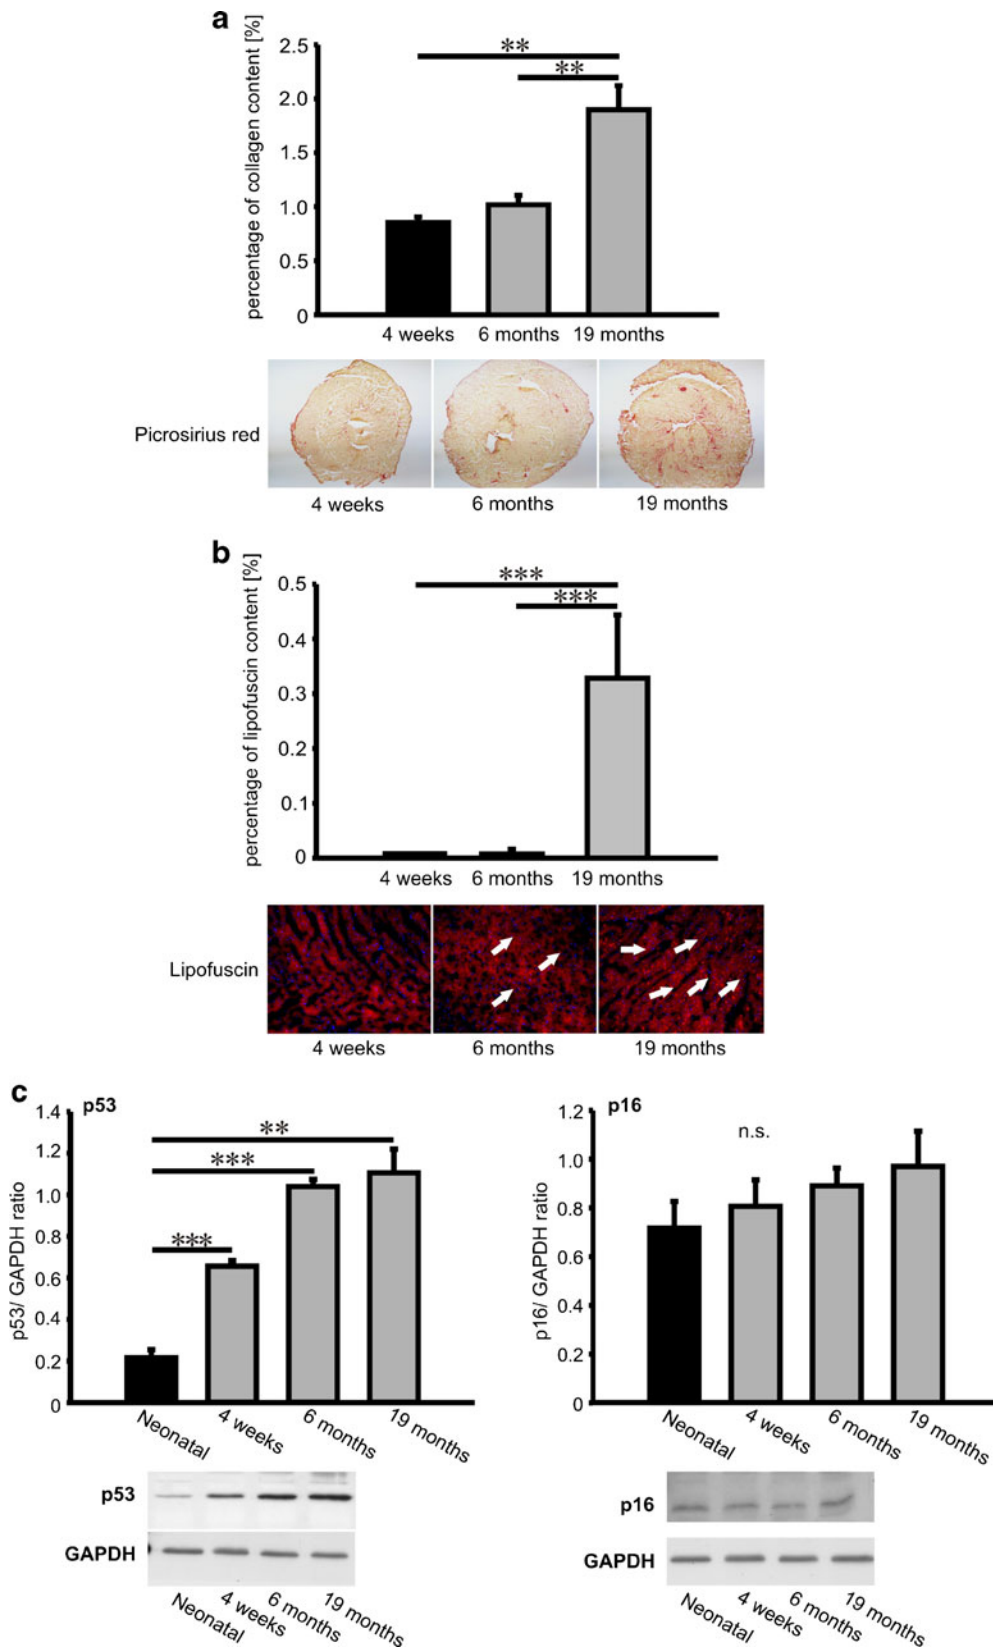 a
percentage of collagen content [%]
2.5
2.0
1.5
1.0
0.5
0
**
**
4 weeks 6 months 19 months
Picrosirius red
4 weeks 6 months 19 months
b
percentage of lipofuscin content [%]
0.5
0.4
0.3
0.2
0.1
0
***
***
4 weeks 6 months 19 months
Lipofuscin
4 weeks 6 months 19 months
c
p53
p53/ GAPDH ratio
1.4
1.2
1.0
0.8
0.6
0.4
0.2
0
**
***
***
Neonatal
4 weeks
6 months
19 months
p53
GAPDH
Neonatal
4 weeks
6 months
19 months
p16
p16/ GAPDH ratio
1.2
1.0
0.8
0.6
0.4
0.2
0
n.s.
Neonatal
4 weeks
6 months
19 months
p16
GAPDH
Neonatal
4 weeks
6 months
19 months